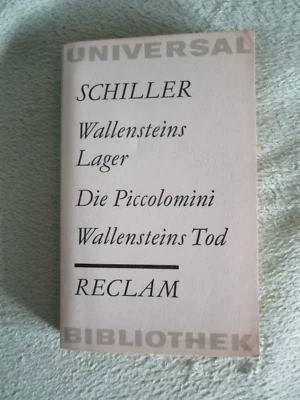 UNIVERSAL
SCHILLER
Wallensteins
Lager
Die Piccolomini
Wallensteins Tod
RECLAM
BIBLIOTHEK